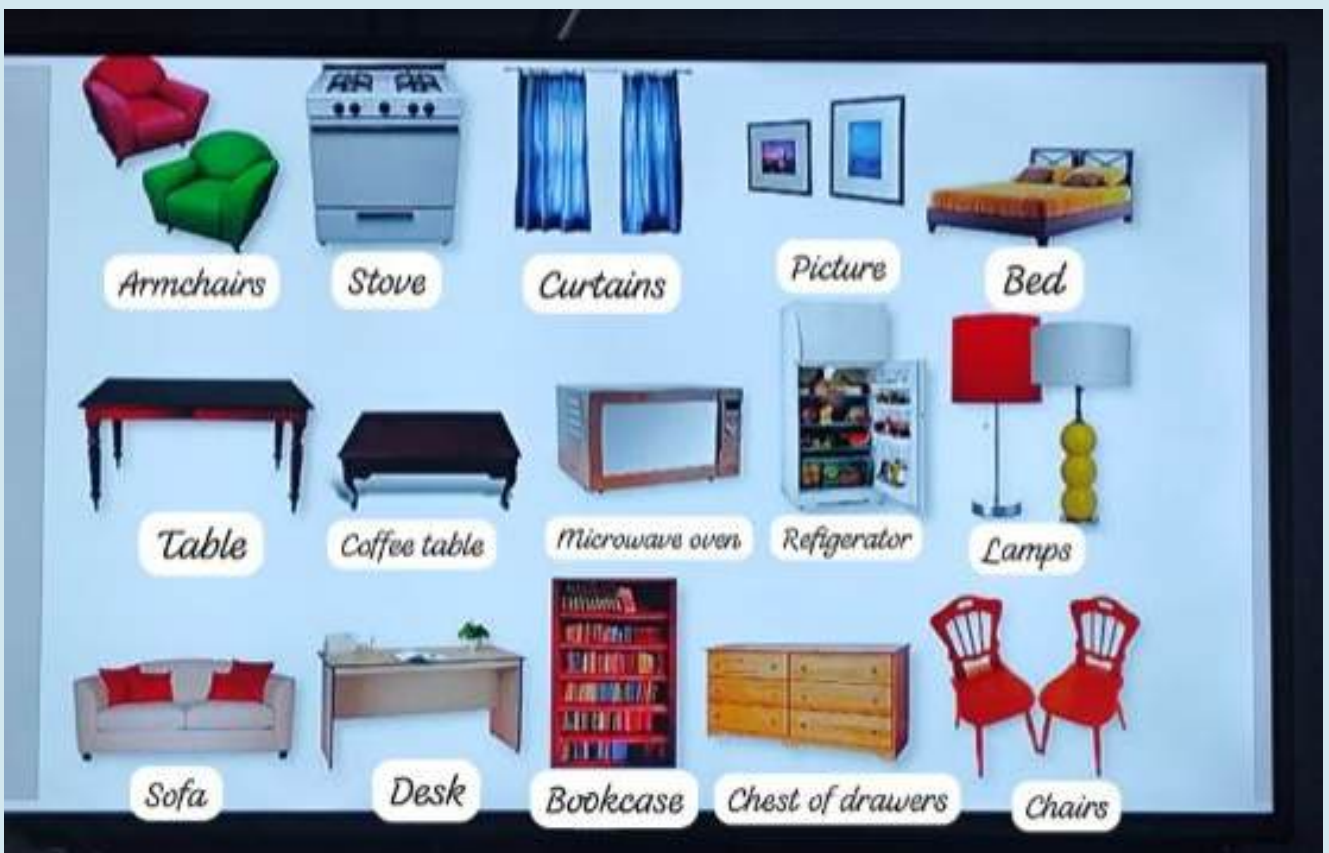 Armchairs
Stove
Curtains
Picture
Bed
Table
Coffee table
Microwave oven
Refigerator
Lamps
Sofa
Desk
Bookcase
Chest of drawers
Chairs